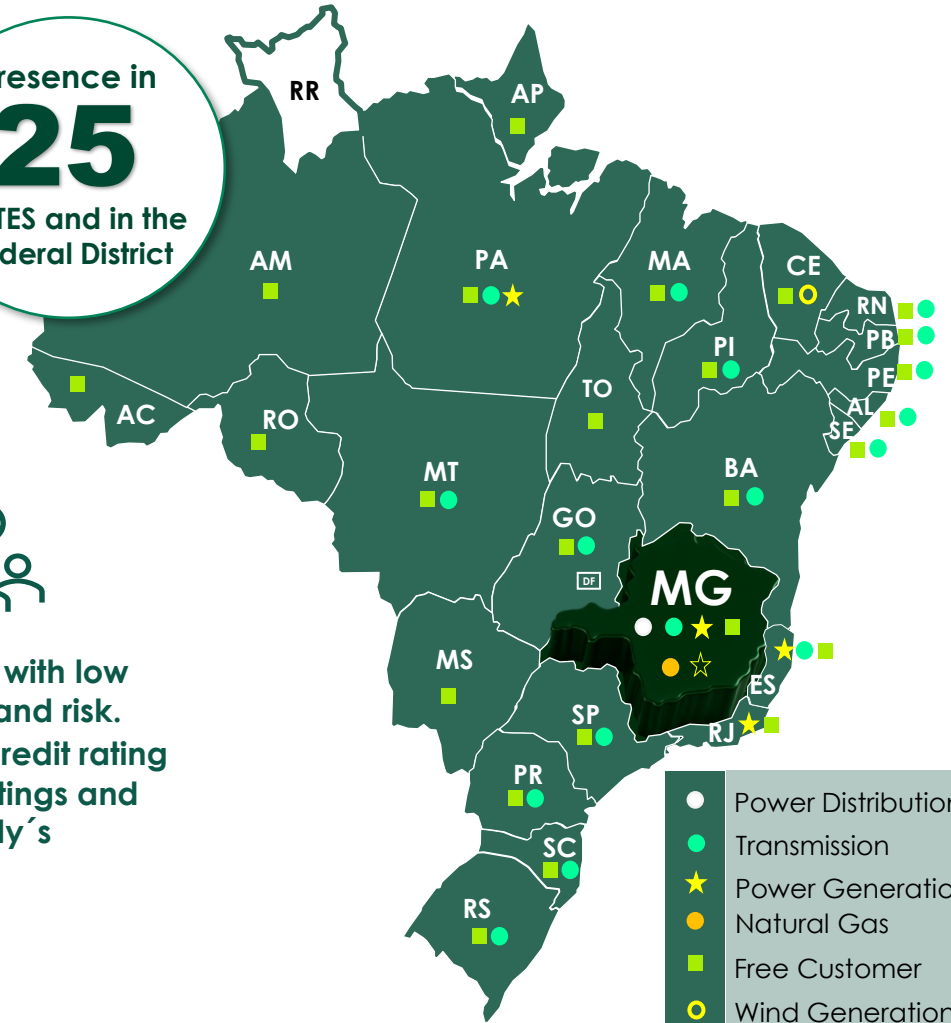 resence in
25
TES and in the
deral District
RR
AP
AM
PA
MA
CE
RN
PB
PI
PE
TO
AL
AC
RO
SE
MT
BA
GO
DF
MG
MS
ES
SP
RJ
PR
SC
RS
with low
and risk.
redit rating
tings and
ly´s
Power Distribution
Transmission
Power Generatio
Natural Gas
Free Customer
Wind Generation